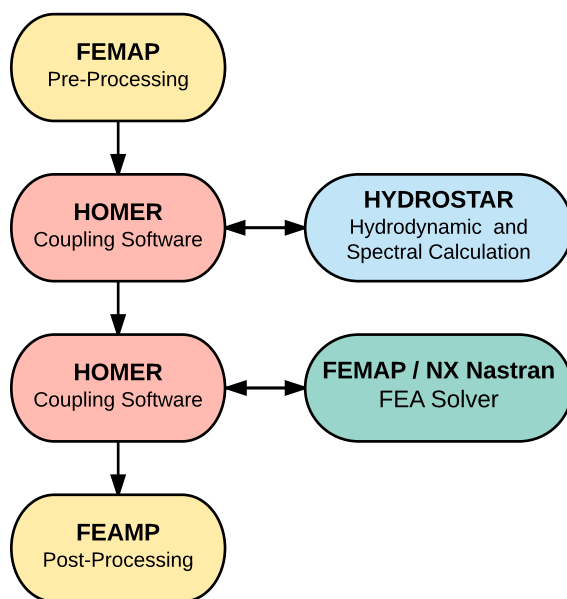 FEMAP
Pre-Processing
HOMER
Coupling Software
HYDROSTAR
Hydrodynamic and
Spectral Calculation
HOMER
Coupling Software
FEMAP / NX Nastran
FEA Solver
FEAMP
Post-Processing